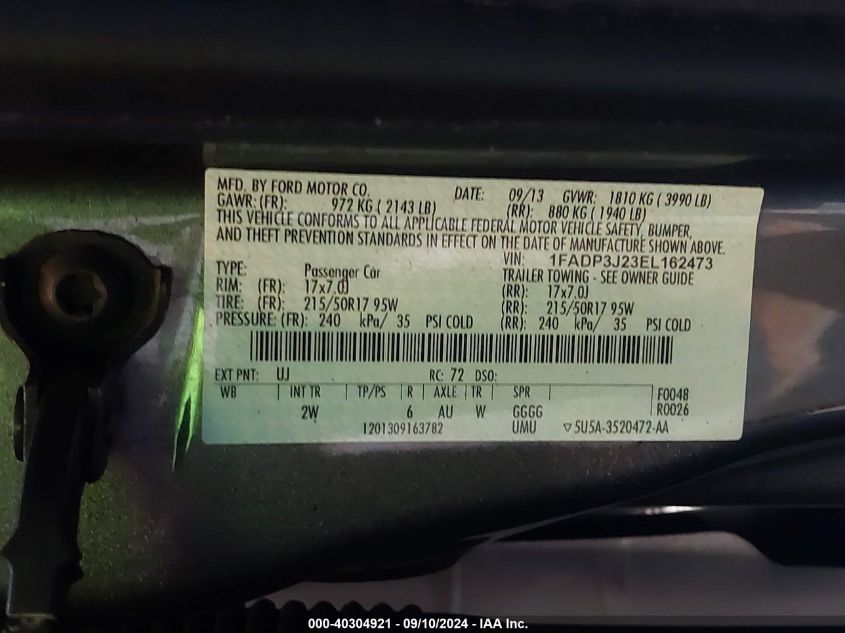 MFD. BY FORD MOTOR CO. DATE: 09/13 GVWR: 1810 KG ( 3990 LB)
GAWR: (FR): 972 KG ( 2143 LB) (RR): 880 KG ( 1940 LB)
THIS VEHICLE CONFORMS TO ALL APPLICABLE FEDERAL MOTOR VEHICLE SAFETY, BUMPER,
AND THEFT PREVENTION STANDARDS IN EFFECT ON THE DATE OF MANUFACTURE SHOWN ABOVE.
VIN: 1FADP3J23EL162473
TYPE: Passenger Car TRAILER TOWING - SEE OWNER GUIDE
RIM: (FR): 17x7.0J (RR): 17x7.0J
TIRE: (FR): 215/50R17 95W (RR): 215/50R17 95W
PRESSURE: (FR): 240 kPa/ 35 PSI COLD (RR): 240 kPa/ 35 PSI COLD
EXT PNT: UJ RC: 72 DSO:
WB INT TR TP/PS R AXLE TR SPR F0048
2W 6 AU W GGGG R0026
1201309163782 UMU ▽5U5A-3520472-AA
000-40304921 - 09/10/2024 - IAA Inc.